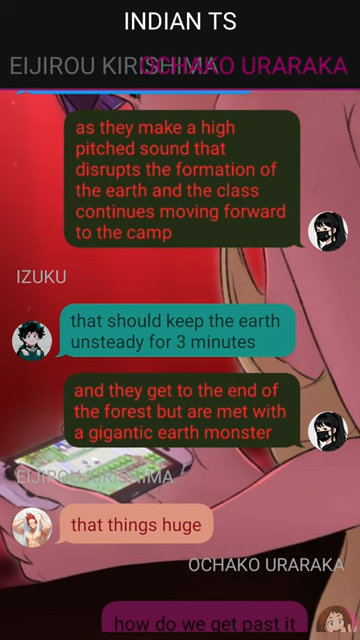 INDIAN TS
EIJIROU KIRISHIMA OCHAKO URARAKA
as they make a high
pitched sound that
disrupts the formation of
the earth and the class
continues moving forward
to the camp
IZUKU
that should keep the earth
unsteady for 3 minutes
and they get to the end of
the forest but are met with
a gigantic earth monster
EIJIROU KIRISHIMA
that things huge
OCHAKO URARAKA
how do we get past it